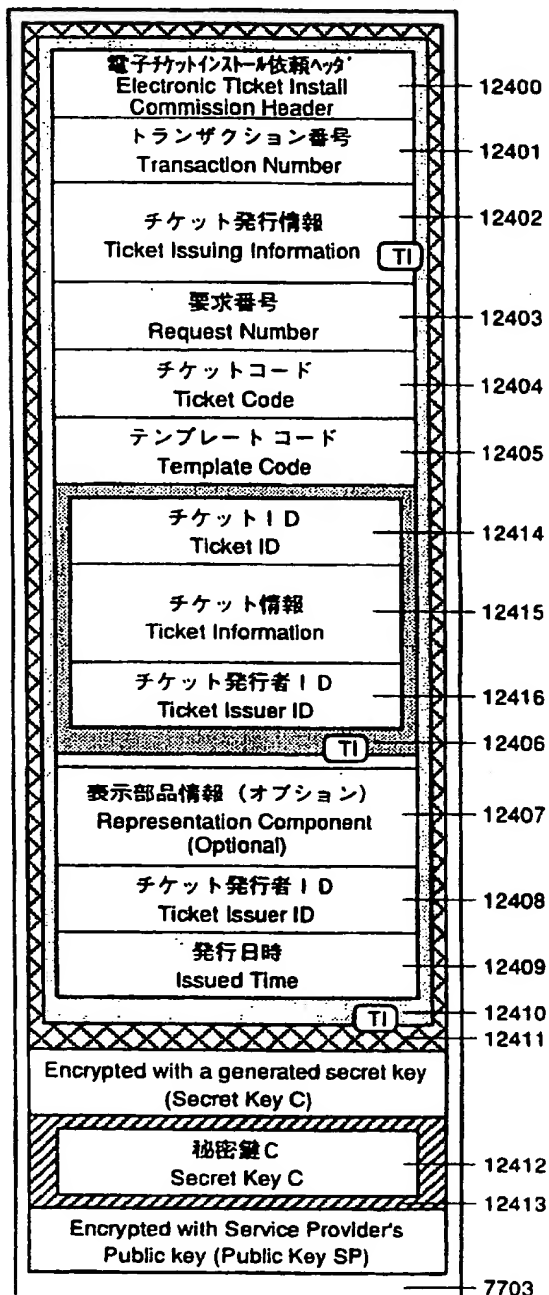 電子チケットインストール依頼ヘッダ
Electronic Ticket Install
Commission Header
12400
トランザクション番号
Transaction Number
12401
チケット発行情報
Ticket Issuing Information
TI
12402
要求番号
Request Number
12403
チケットコード
Ticket Code
12404
テンプレートコード
Template Code
12405
チケットID
Ticket ID
12414
チケット情報
Ticket Information
12415
チケット発行者ID
Ticket Issuer ID
12416
TI
12406
表示部品情報(オプション)
Representation Component
(Optional)
12407
チケット発行者ID
Ticket Issuer ID
12408
発行日時
Issued Time
12409
TI
12410
12411
Encrypted with a generated secret key
(Secret Key C)
秘密鍵C
Secret Key C
12412
12413
Encrypted with Service Provider's
Public key (Public Key SP)
7703